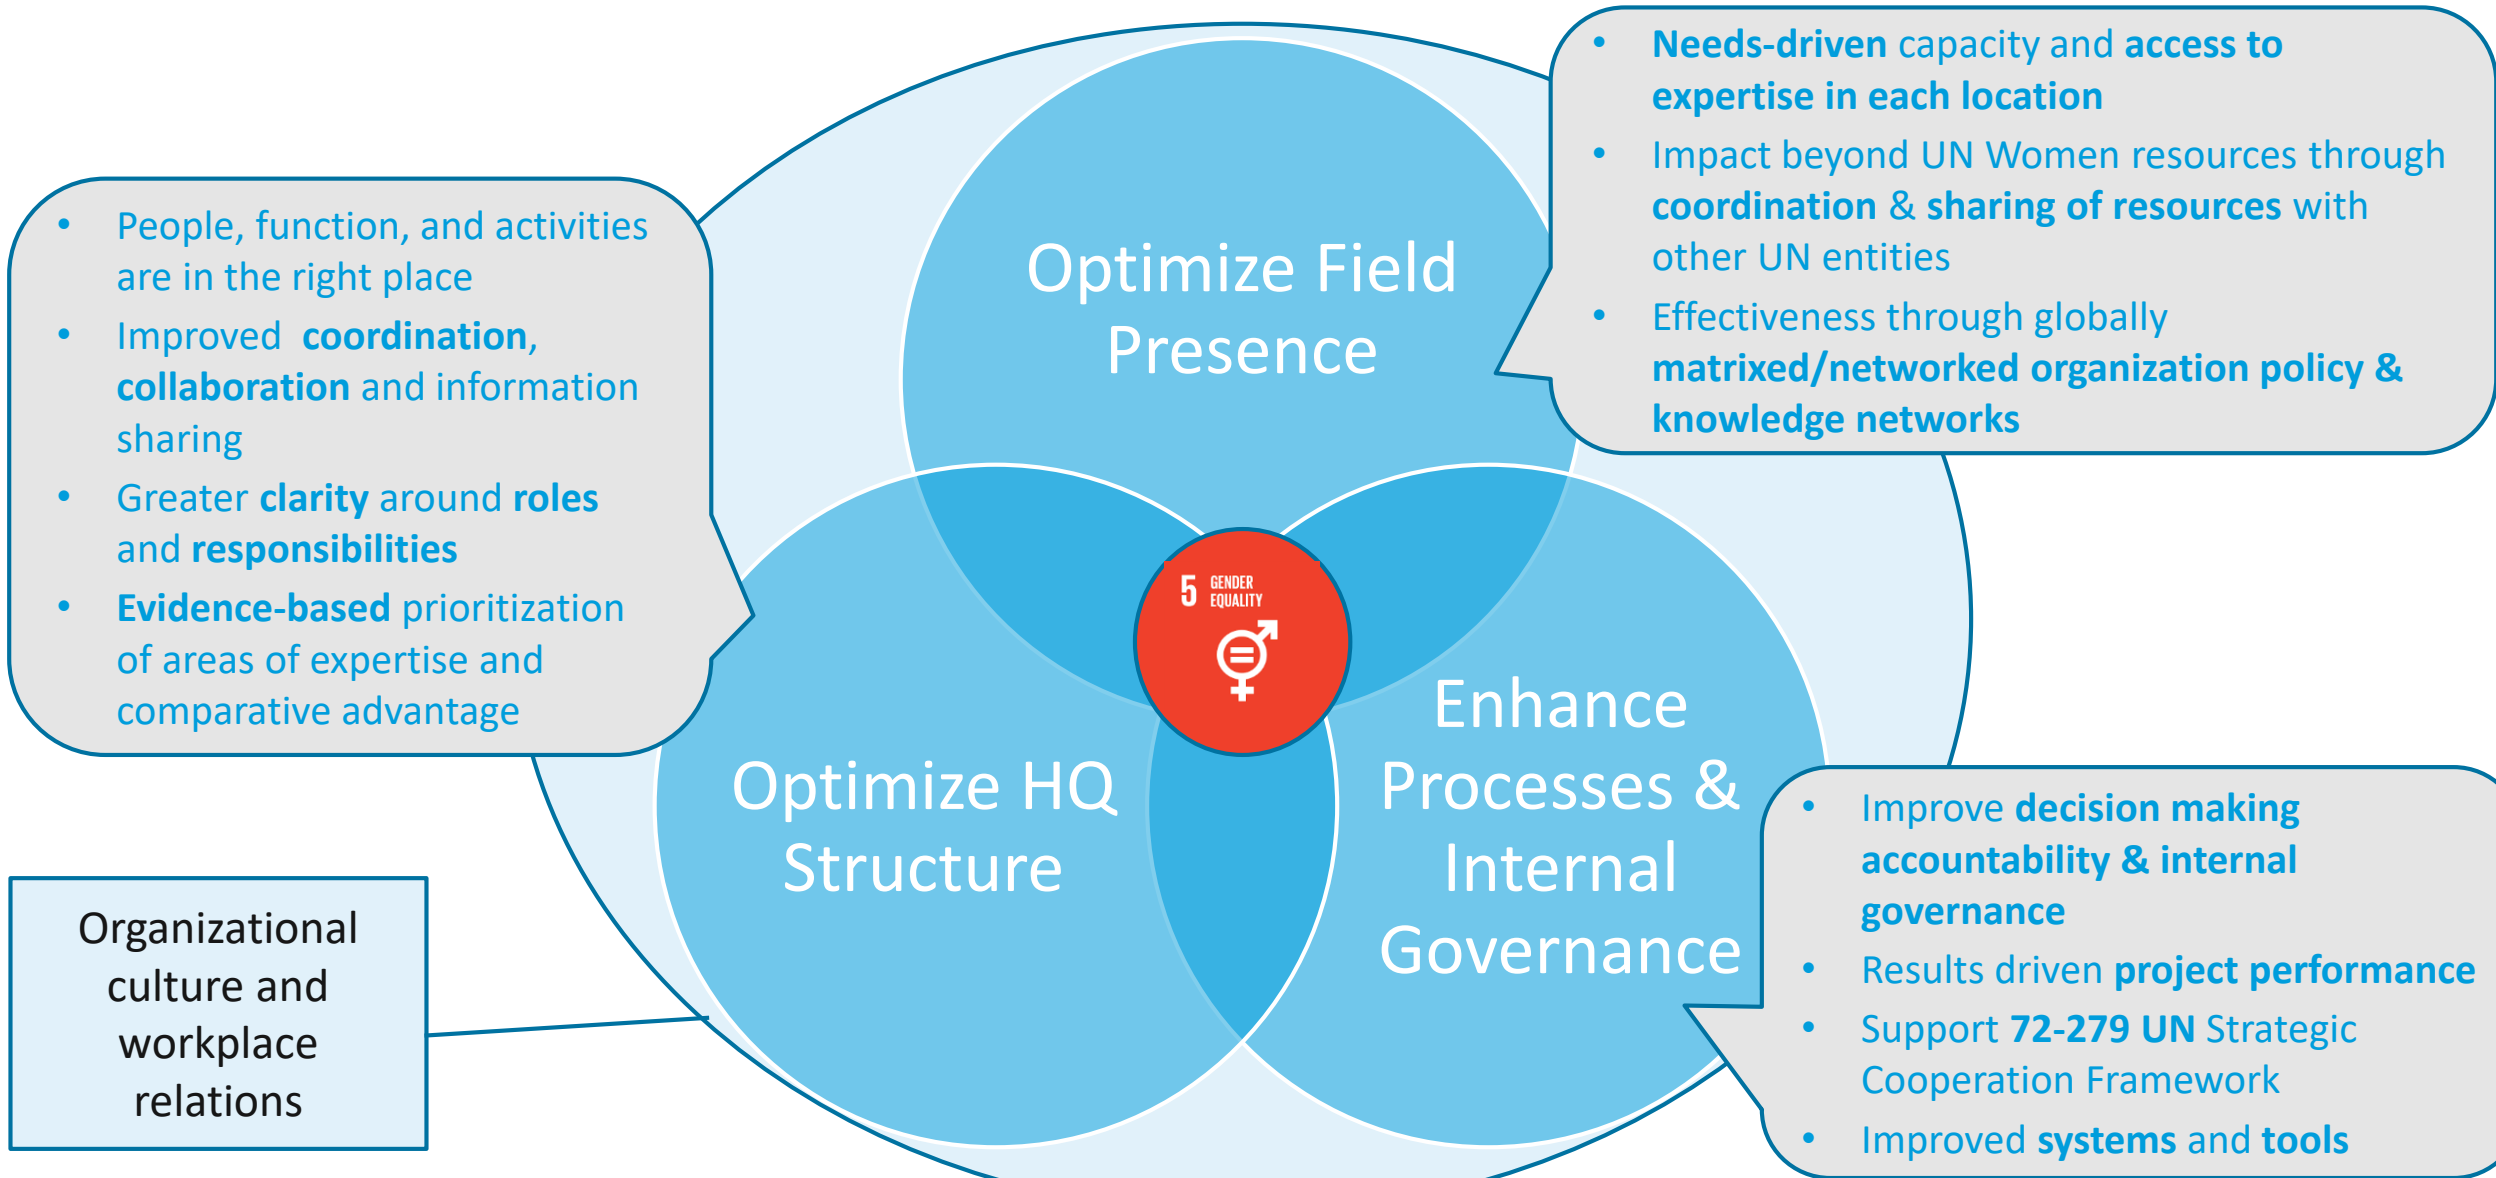 • People, function, and activities
are in the right place
• Improved coordination,
collaboration and information
sharing
• Greater clarity around roles
and responsibilities
• Evidence-based prioritization
of areas of expertise and
comparative advantage
Optimize Field
Presence
• Needs-driven capacity and access to
expertise in each location
• Impact beyond UN Women resources through
coordination & sharing of resources with
other UN entities
• Effectiveness through globally
matrixed/networked organization policy &
knowledge networks
5 GENDER
EQUALITY
Optimize HQ
Structure
Enhance
Processes &
Internal
Governance
• Improve decision making
accountability & internal
governance
• Results driven project performance
• Support 72-279 UN Strategic
Cooperation Framework
• Improved systems and tools
Organizational
culture and
workplace
relations